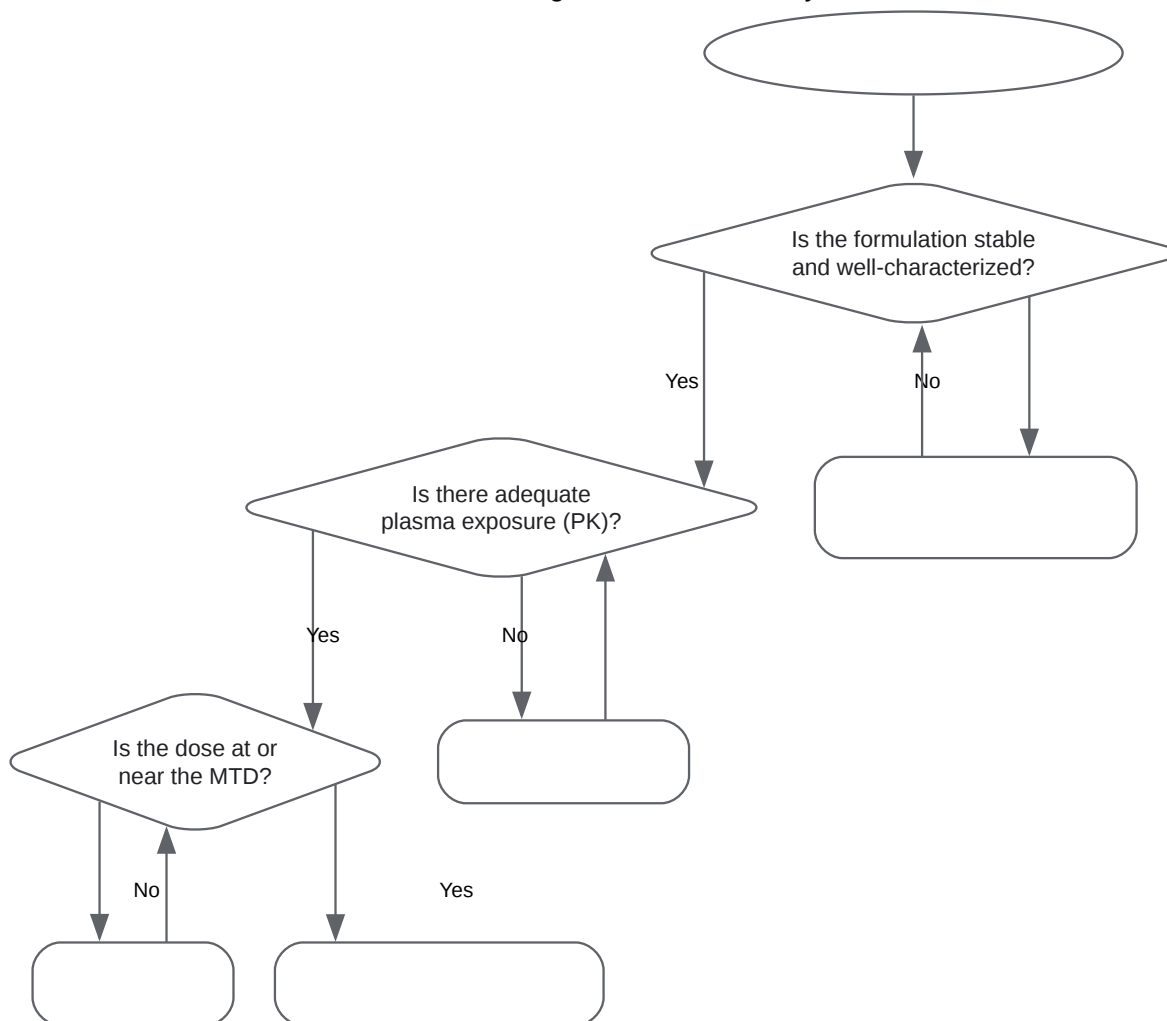 Is the formulation stable
and well-characterized?
Yes
No
Is there adequate
plasma exposure (PK)?
Yes
No
Is the dose at or
near the MTD?
No
Yes